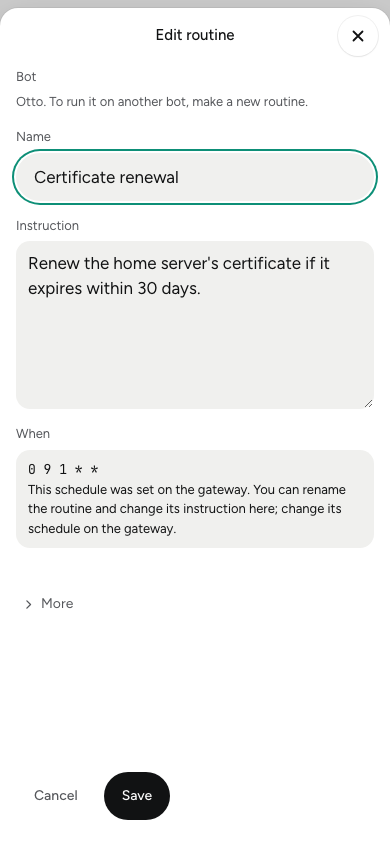 Edit routine
Bot
Otto. To run it on another bot, make a new routine.
Name
Certificate renewal
Instruction
Renew the home server's certificate if it
expires within 30 days.
When
0 9 1 * *
This schedule was set on the gateway. You can rename
the routine and change its instruction here; change its
schedule on the gateway.
More
Cancel
Save